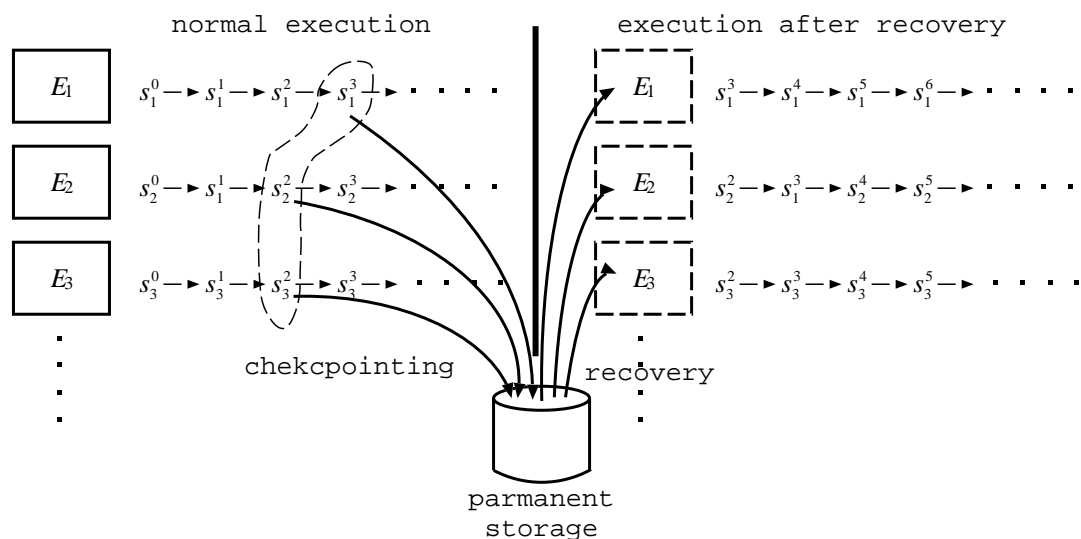 normal execution
execution after recovery
E₁ s₁⁰ → s₁¹ → s₁² → s₁³ → · · · · ·
E₁ s₁³ → s₁⁴ → s₁⁵ → s₁⁶ → · · · · ·
E₂ s₂⁰ → s₁¹ → s₂² → s₂³ → · · · · ·
E₂ s₂² → s₁³ → s₂⁴ → s₂⁵ → · · · · ·
E₃ s₃⁰ → s₃¹ → s₃² → s₃³ → · · · · ·
E₃ s₃² → s₃³ → s₃⁴ → s₃⁵ → · · · · ·
chekcpointing
recovery
parmanent
storage